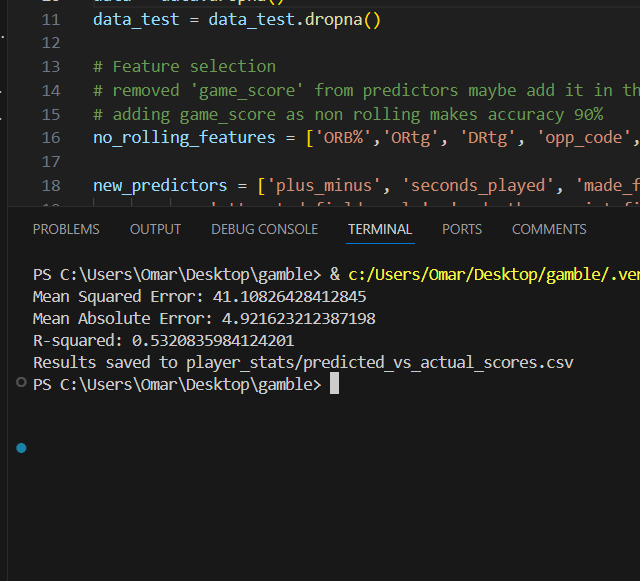 11 data_test = data_test.dropna()
12
13 # Feature selection
14 # removed 'game_score' from predictors maybe add it in th
15 # adding game_score as non rolling makes accuracy 90%
16 no_rolling_features = ['ORB%','ORtg', 'DRtg', 'opp_code',
17
18 new_predictors = ['plus_minus', 'seconds_played', 'made_f
PROBLEMS OUTPUT DEBUG CONSOLE TERMINAL PORTS COMMENTS
PS C:\Users\Omar\Desktop\gamble> & c:/Users/Omar/Desktop/gamble/.ve
Mean Squared Error: 41.10826428412845
Mean Absolute Error: 4.921623212387198
R-squared: 0.5320835984124201
Results saved to player_stats/predicted_vs_actual_scores.csv
PS C:\Users\Omar\Desktop\gamble>